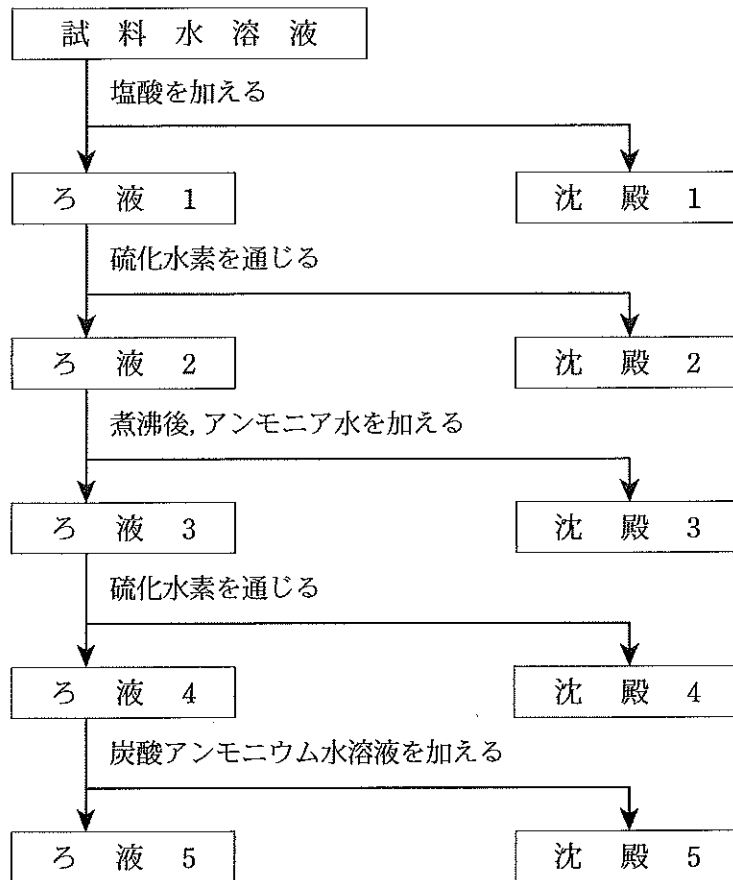 試料水溶液
塩酸を加える
ろ液1 沈殿1
硫化水素を通じる
ろ液2 沈殿2
煮沸後,アンモニア水を加える
ろ液3 沈殿3
硫化水素を通じる
ろ液4 沈殿4
炭酸アンモニウム水溶液を加える
ろ液5 沈殿5